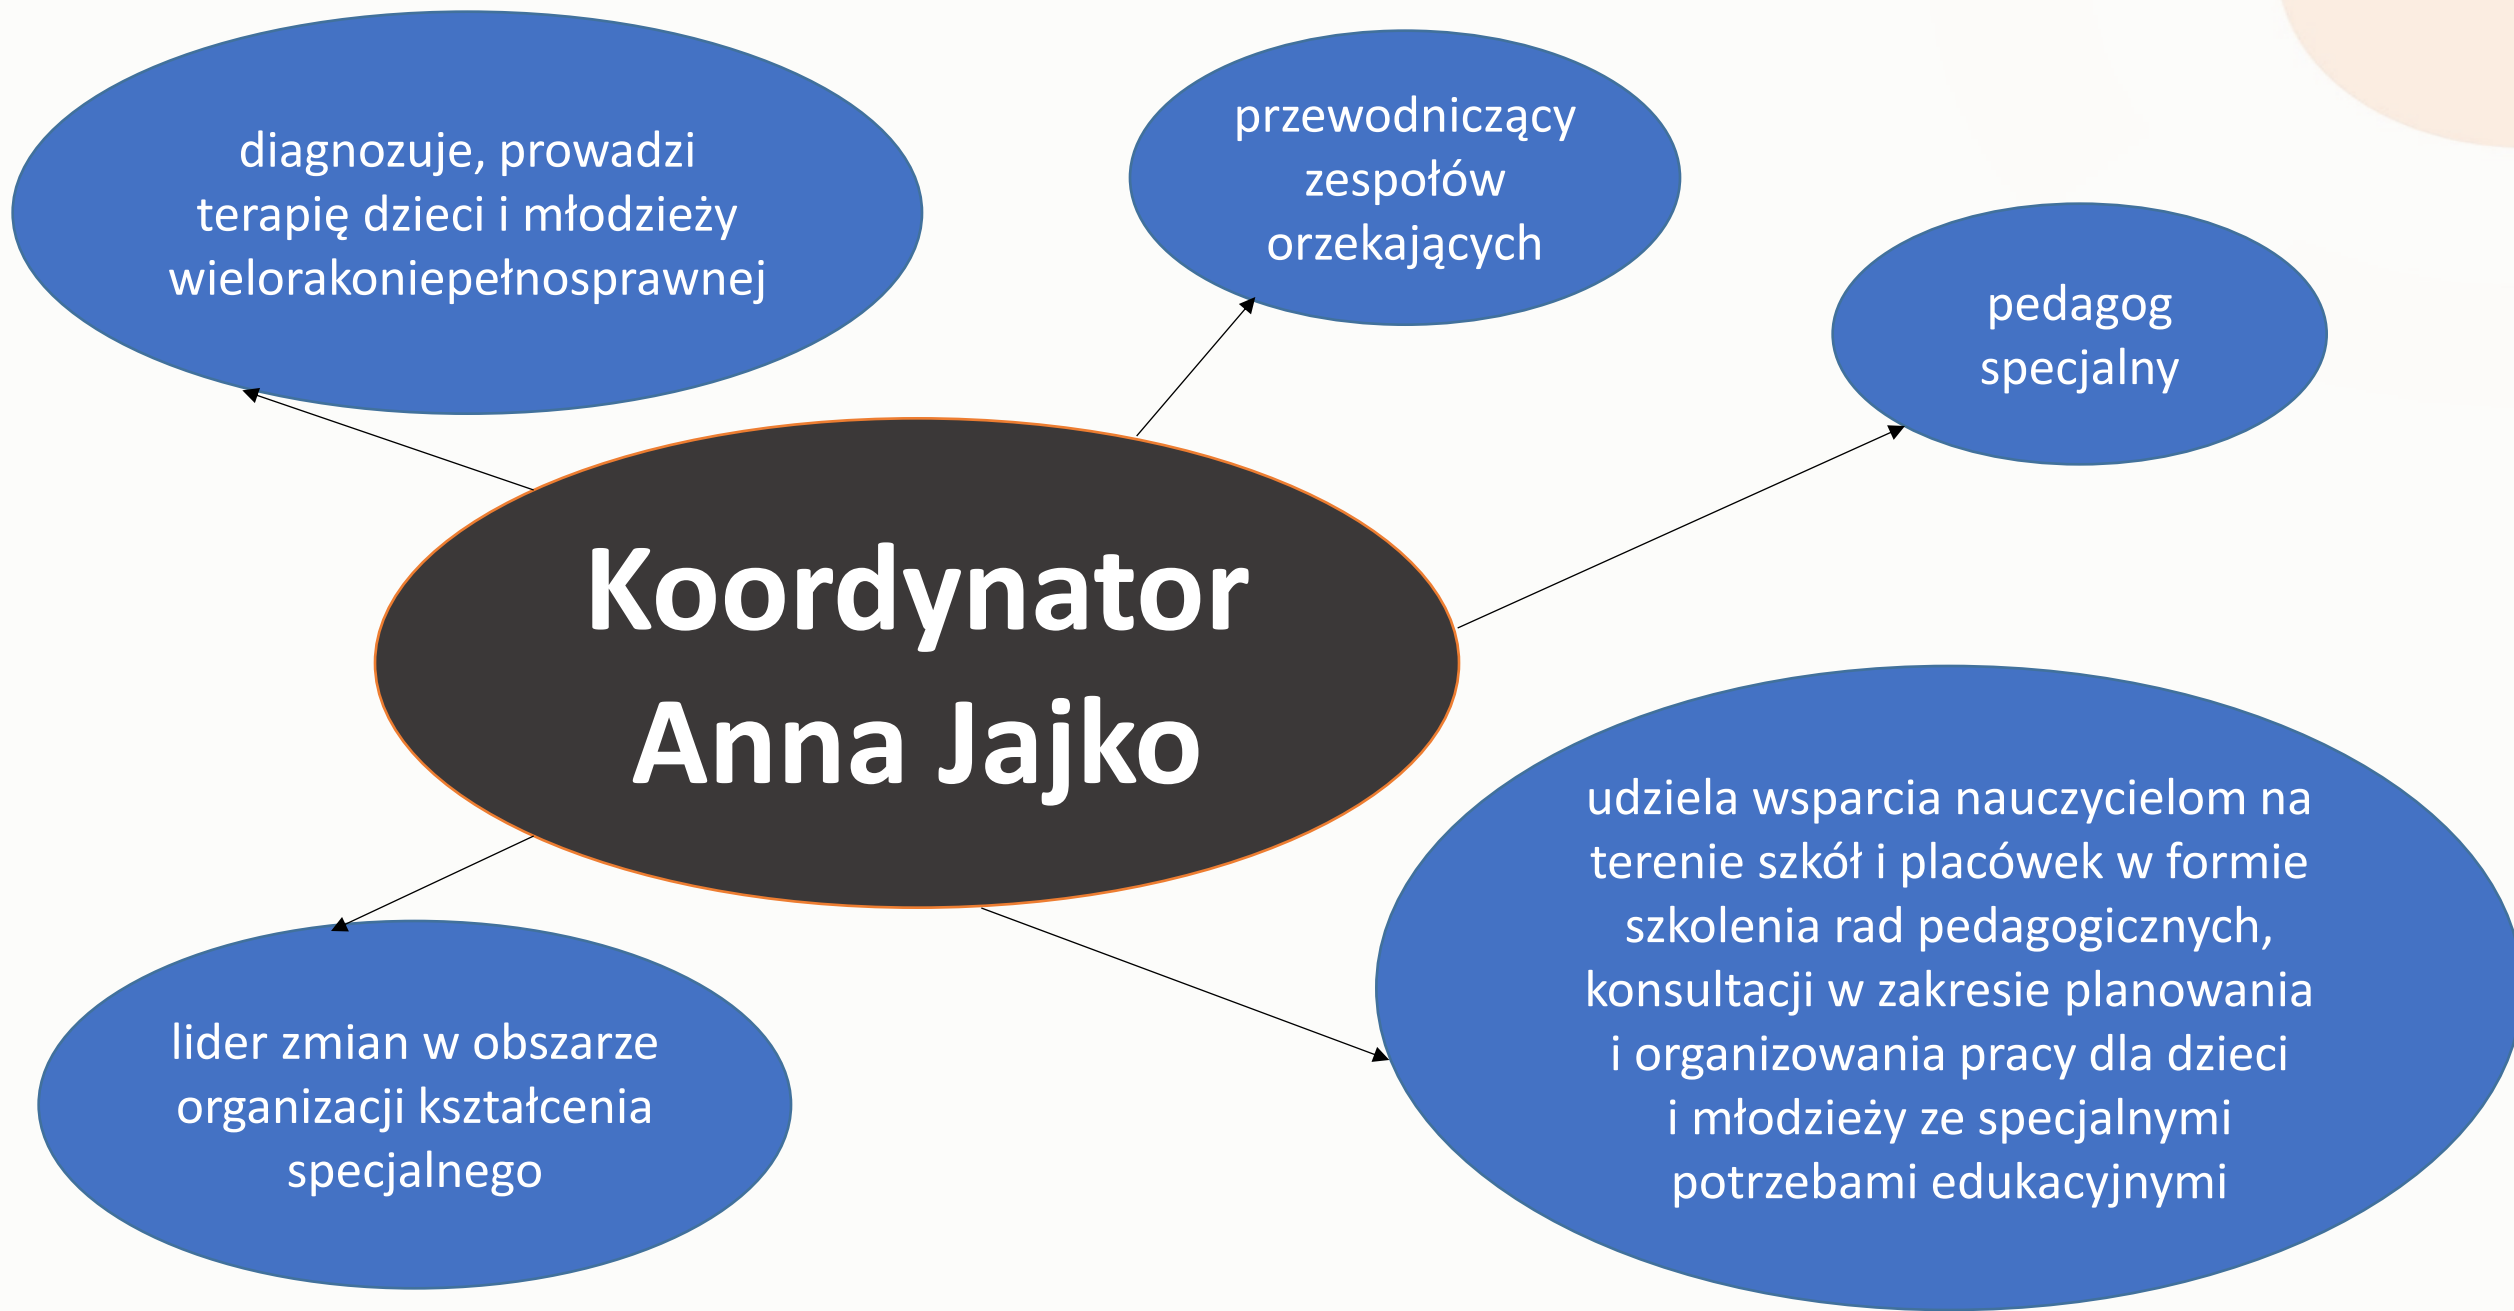 diagnozuje, prowadzi
terapię dzieci i młodzieży
wielorakoniepełnosprawnej
przewodniczący
zespołów
orzekających
pedagog
specjalny
Koordynator
Anna Jajko
udziela wsparcia nauczycielom na
terenie szkół i placówek w formie
szkolenia rad pedagogicznych,
konsultacji w zakresie planowania
i organizowania pracy dla dzieci
i młodzieży ze specjalnymi
potrzebami edukacyjnymi
lider zmian w obszarze
organizacji kształcenia
specjalnego